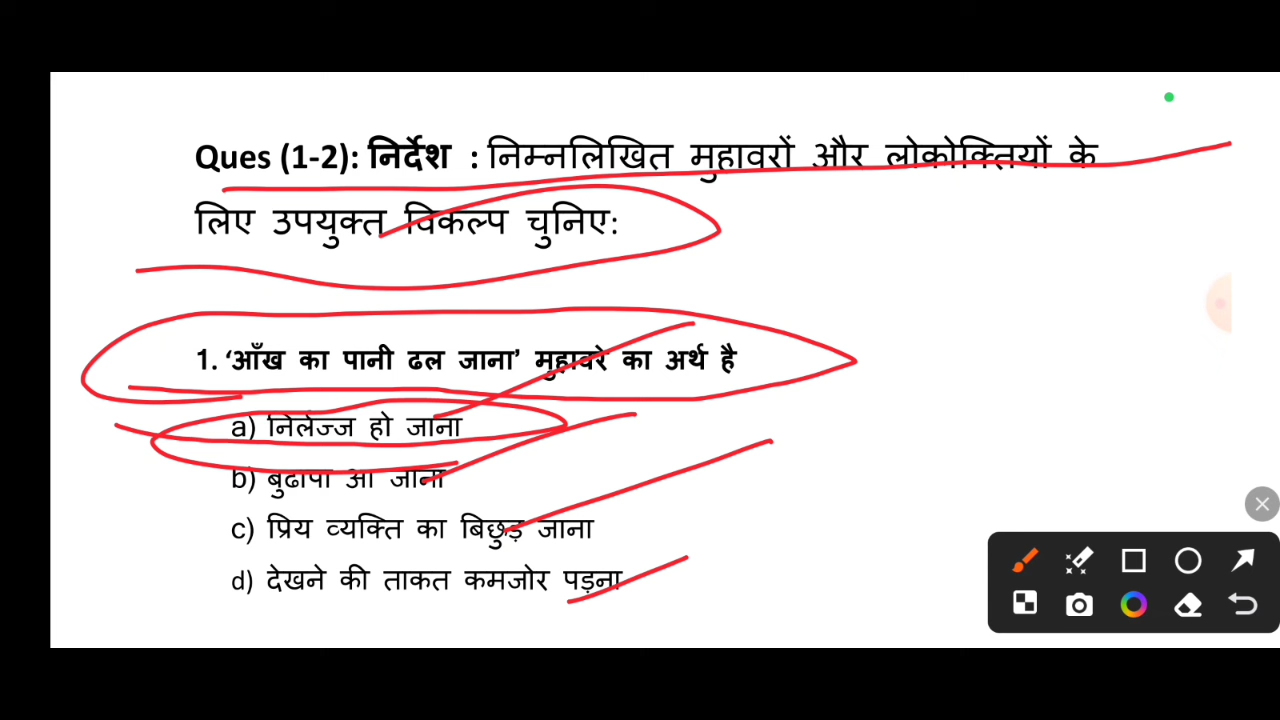 Ques (1-2): निर्देश : निम्नलिखित मुहावरों और लोकोक्तियों के
लिए उपयुक्त विकल्प चुनिए:
1. ‘आँख का पानी ढल जाना’ मुहावरे का अर्थ है
a) निर्लज्ज हो जाना
b) बुढापा आ जाना
c) प्रिय व्यक्ति का बिछुड़ जाना
d) देखने की ताकत कमजोर पड़ना